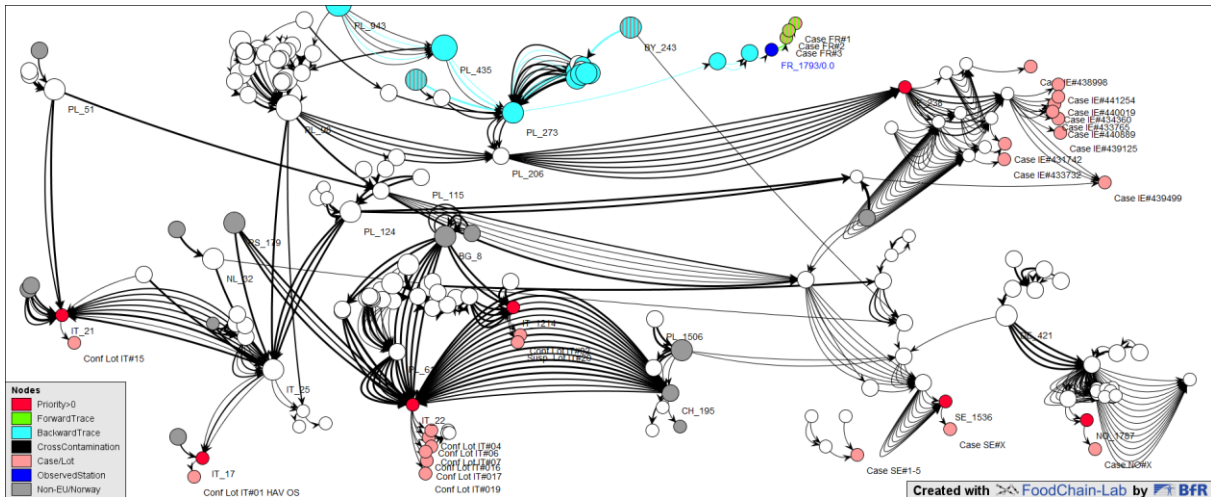 PL_943
BY_243
Case FR#1
Case FR#2
Case FR#3
FR_1793/0.0
PL_435
PL_51
PL_273
Case IE#438998
Case IE#441254
Case IE#440019
Case IE#434360
Case IE#433765
Case IE#440889
Case IE#439125
Case IE#431742
Case IE#433732
PL_206
Case IE#439499
PL_115
PL_124
BG_8
NL_32
IT_21
Conf Lot IT#15
IT_1214
PL_1506
IT_25
CH_195
IT_22
Conf Lot IT#04
Conf Lot IT#06
Conf Lot IT#07
Conf Lot IT#016
Conf Lot IT#017
Conf Lot IT#019
SE_1536
Case SE#X
Case SE#1-5
NO_1787
Case NO#X
IT_17
Conf Lot IT#01 HAV OS
Nodes
Priority>0
ForwardTrace
BackwardTrace
CrossContamination
Case/Lot
ObservedStation
Non-EU/Norway
Created with FoodChain-Lab by BfR